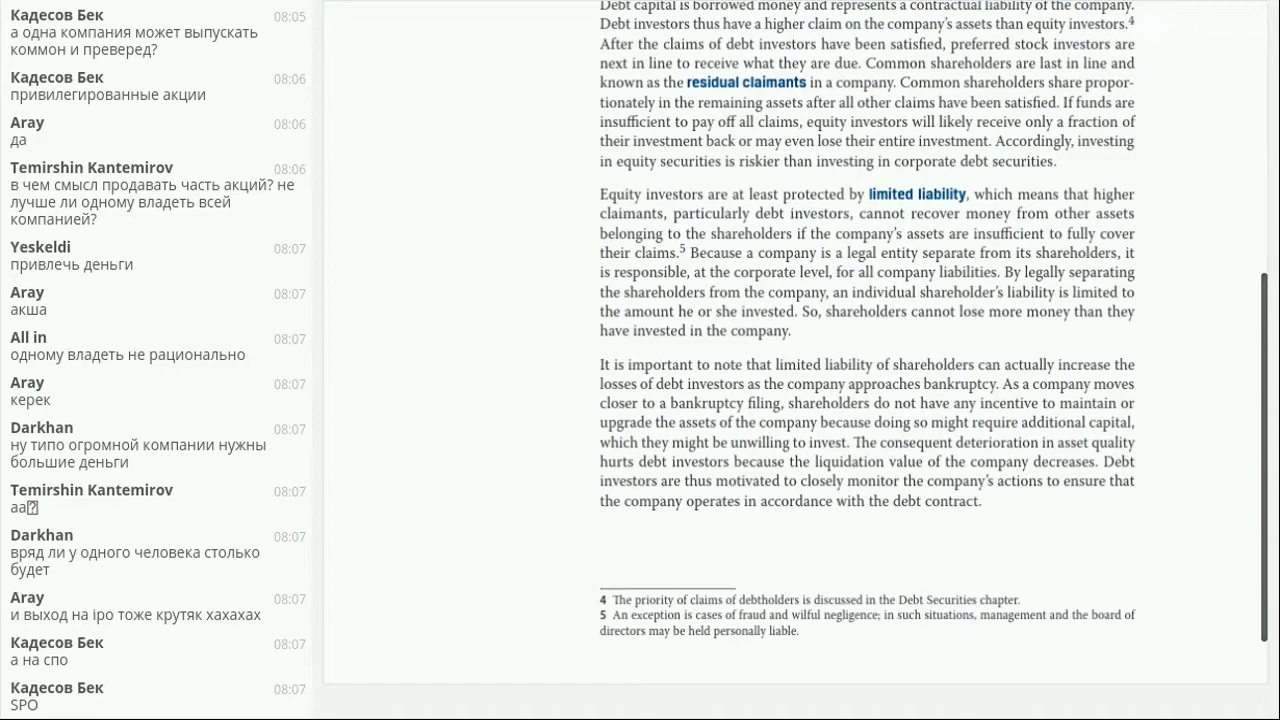 Кадесов Бек 08:05
а одна компания может выпускать
коммон и преверед?
Кадесов Бек 08:06
привилегированные акции
Aray 08:06
да
Temirshin Kantemirov 08:06
в чем смысл продавать часть акций? не
лучше ли одному владеть всей
компанией?
Yeskeldi 08:07
привлечь деньги
Aray 08:07
акша
All in 08:07
одному владеть не рационально
Aray 08:07
керек
Darkhan 08:07
ну типо огромной компании нужны
большие деньги
Temirshin Kantemirov 08:07
аа
Darkhan 08:07
вряд ли у одного человека столько
будет
Aray 08:07
и выход на ipo тоже крутяк хахахах
Кадесов Бек 08:07
а на спо
Кадесов Бек 08:07
SPO
Debt capital is borrowed money and represents a contractual liability of the company.
Debt investors thus have a higher claim on the company's assets than equity investors.4
After the claims of debt investors have been satisfied, preferred stock investors are
next in line to receive what they are due. Common shareholders are last in line and
known as the residual claimants in a company. Common shareholders share propor-
tionately in the remaining assets after all other claims have been satisfied. If funds are
insufficient to pay off all claims, equity investors will likely receive only a fraction of
their investment back or may even lose their entire investment. Accordingly, investing
in equity securities is riskier than investing in corporate debt securities.
Equity investors are at least protected by limited liability, which means that higher
claimants, particularly debt investors, cannot recover money from other assets
belonging to the shareholders if the company's assets are insufficient to fully cover
their claims.5 Because a company is a legal entity separate from its shareholders, it
is responsible, at the corporate level, for all company liabilities. By legally separating
the shareholders from the company, an individual shareholder's liability is limited to
the amount he or she invested. So, shareholders cannot lose more money than they
have invested in the company.
It is important to note that limited liability of shareholders can actually increase the
losses of debt investors as the company approaches bankruptcy. As a company moves
closer to a bankruptcy filing, shareholders do not have any incentive to maintain or
upgrade the assets of the company because doing so might require additional capital,
which they might be unwilling to invest. The consequent deterioration in asset quality
hurts debt investors because the liquidation value of the company decreases. Debt
investors are thus motivated to closely monitor the company's actions to ensure that
the company operates in accordance with the debt contract.
4 The priority of claims of debtholders is discussed in the Debt Securities chapter.
5 An exception is cases of fraud and wilful negligence; in such situations, management and the board of
directors may be held personally liable.